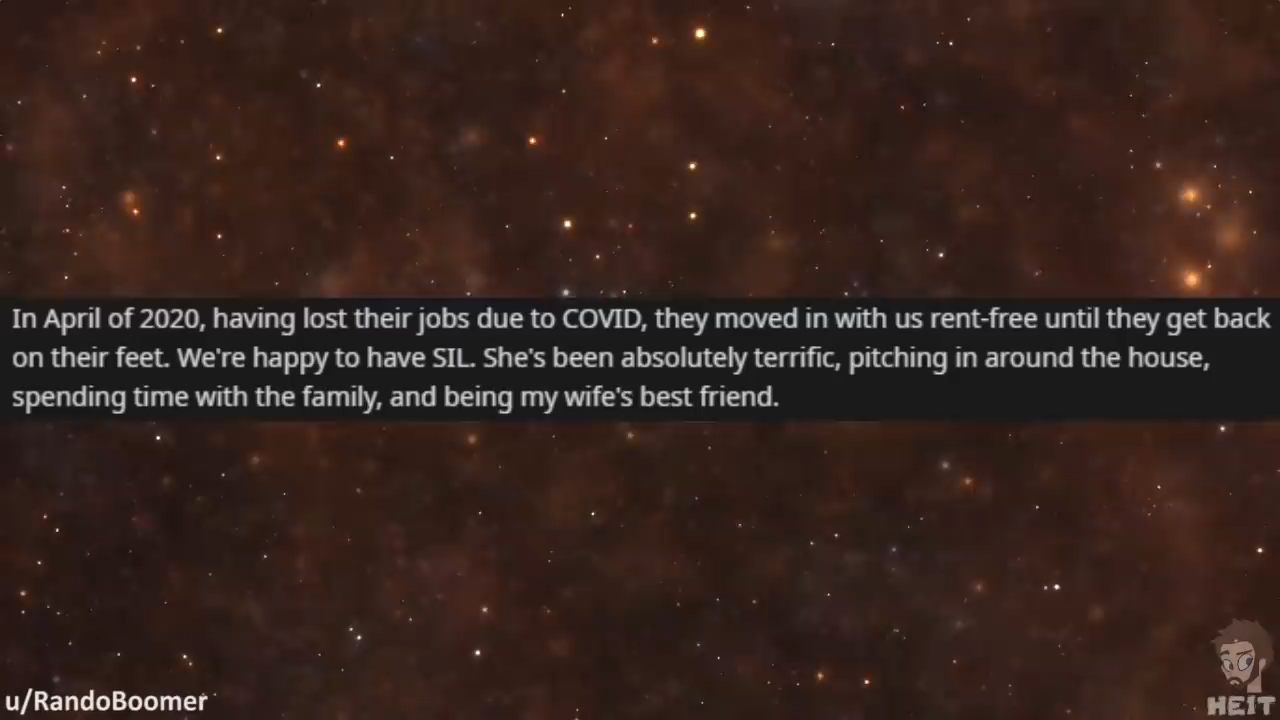 In April of 2020, having lost their jobs due to COVID, they moved in with us rent-free until they get back
on their feet. We're happy to have SIL. She's been absolutely terrific, pitching in around the house,
spending time with the family, and being my wife's best friend.
u/RandoBoomer
HEIT